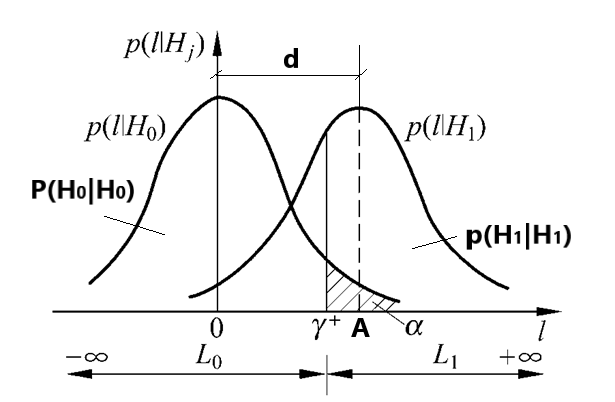 p(l|Hⱼ)
d
p(l|H₀)
p(l|H₁)
P(H₀|H₀)
p(H₁|H₁)
0 γ⁺ A α l
−∞ L₀ L₁ +∞